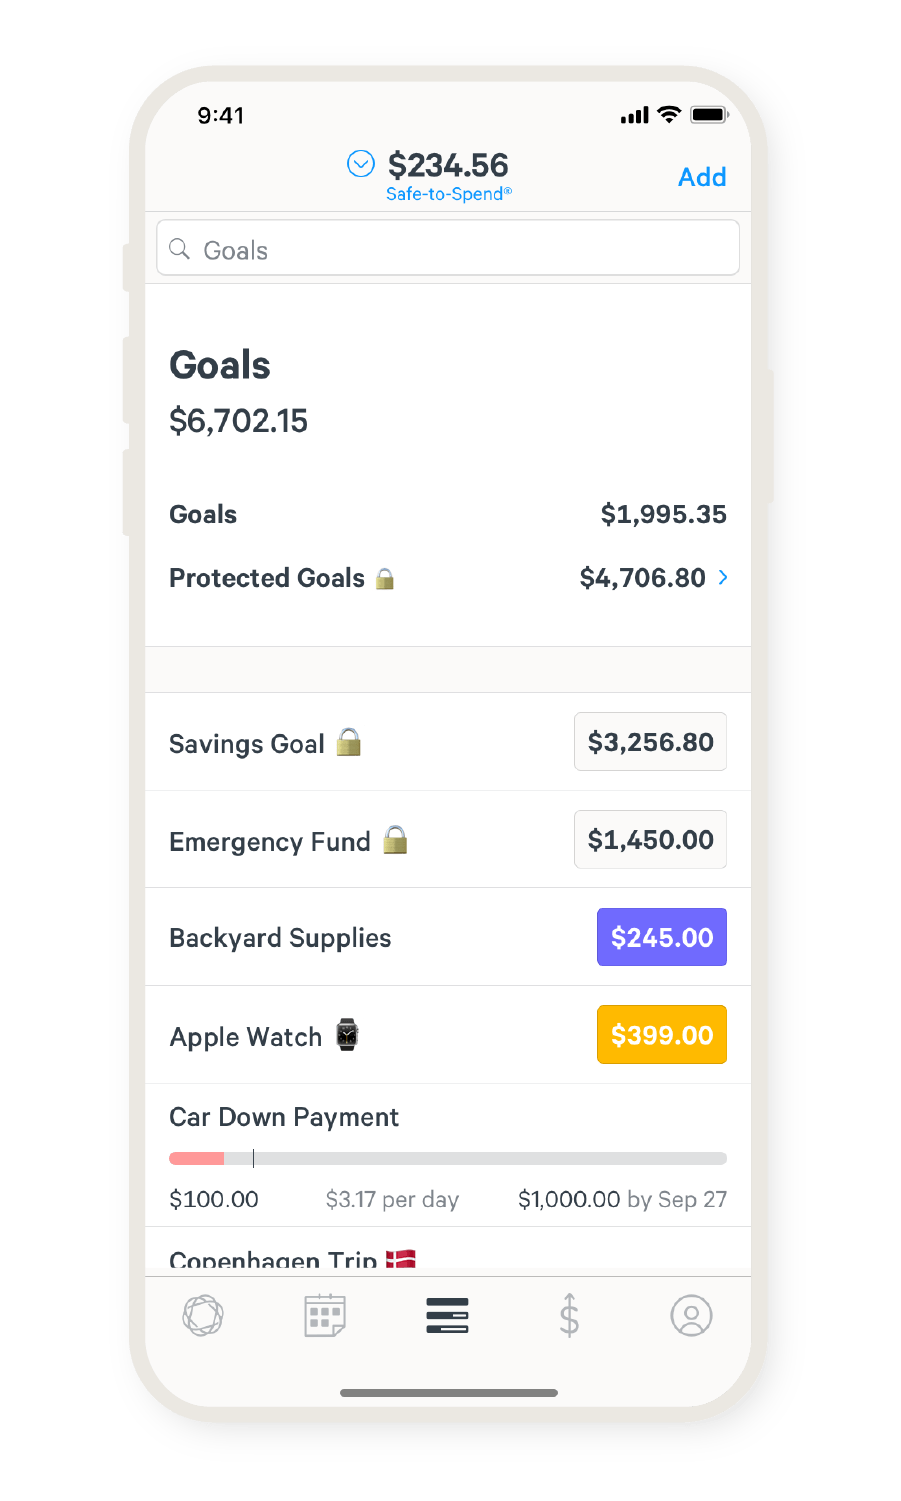 9:41
$234.56
Safe-to-Spend®
Add
Goals
Goals
$6,702.15
Goals $1,995.35
Protected Goals $4,706.80
Savings Goal $3,256.80
Emergency Fund $1,450.00
Backyard Supplies $245.00
Apple Watch $399.00
Car Down Payment
$100.00 $3.17 per day $1,000.00 by Sep 27
Copenhagen Trip